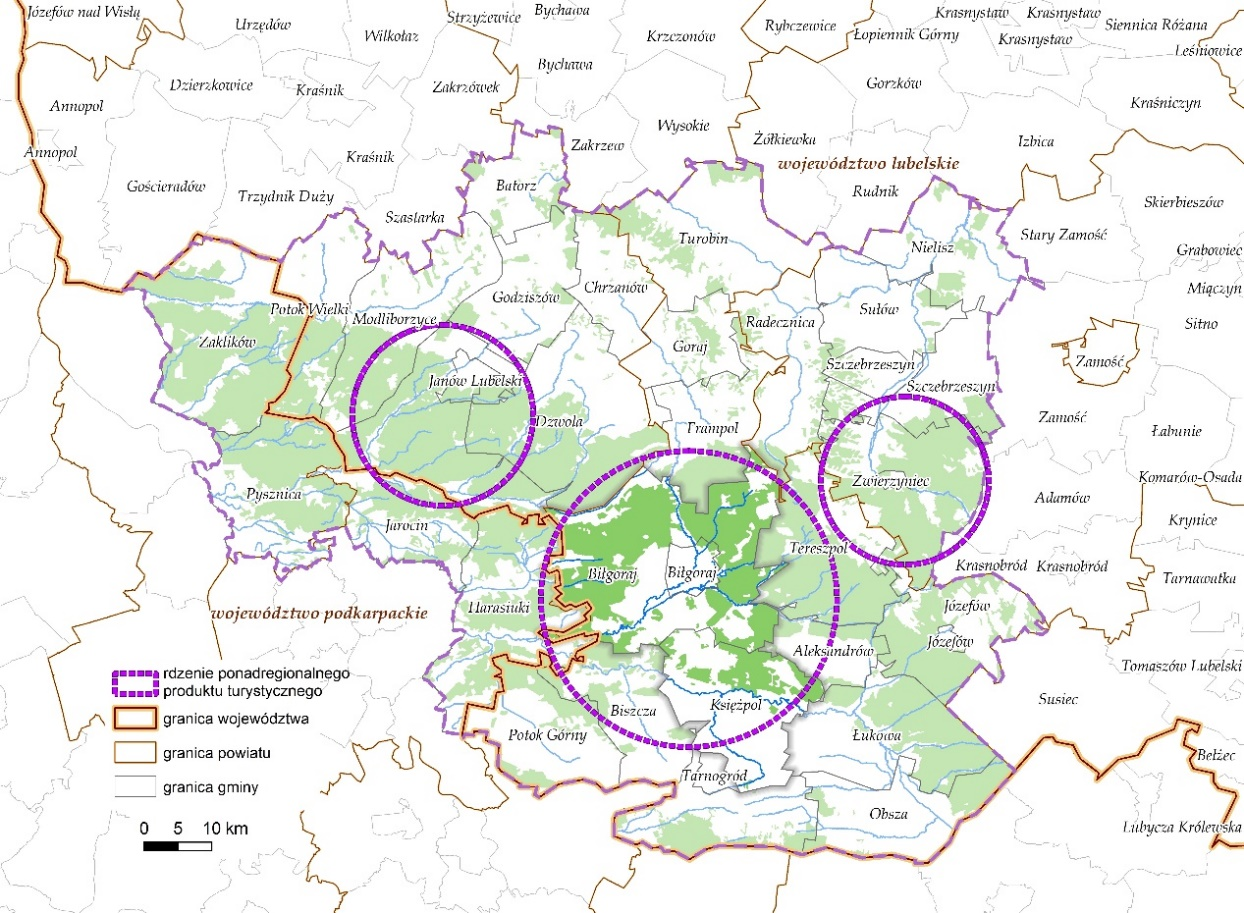 Józefów nad Wisłą
Urzędów
Strzyżewice
Bychawa
Wilkołaz
Krzczonów
Rybczewice
Krasnystaw
Krasnystaw
Łopiennik Górny
Krasnystaw
Siennica Różana
Leśniowice
Bychawa
Dzierzkowice
Kraśnik
Zakrzówek
Gorzków
Annopol
Kraśniczyn
Wysokie
Żółkiewka
Izbica
Annopol
Kraśnik
Zakrzew
województwo lubelskie
Gościeradów
Trzydnik Duży
Batorz
Rudnik
Skierbieszów
Szastarka
Turobin
Nielisz
Stary Zamość
Grabowiec
Chrzanów
Miączyn
Godziszów
Potok Wielki
Modliborzyce
Sułów
Radecznica
Sitno
Zaklików
Goraj
Szczebrzeszyn
Zamość
Janów Lubelski
Szczebrzeszyn
Dzwola
Frampol
Zamość
Łabunie
Zwierzyniec
Komarów-Osada
Pysznica
Adamów
Jarocin
Krynice
Tereszpol
Krasnobród
Krasnobród
Biłgoraj
Biłgoraj
Tarnawatka
województwo podkarpackie
Harasiuki
Józefów
Józefów
Aleksandrów
Tomaszów Lubelski
rdzenie ponadregionalnego
produktu turystycznego
Susiec
Księżpol
Biszcza
granica województwa
Potok Górny
Łukowa
granica powiatu
Bełżec
Tarnogród
granica gminy
Obsza
0 5 10 km
Lubycza Królewska